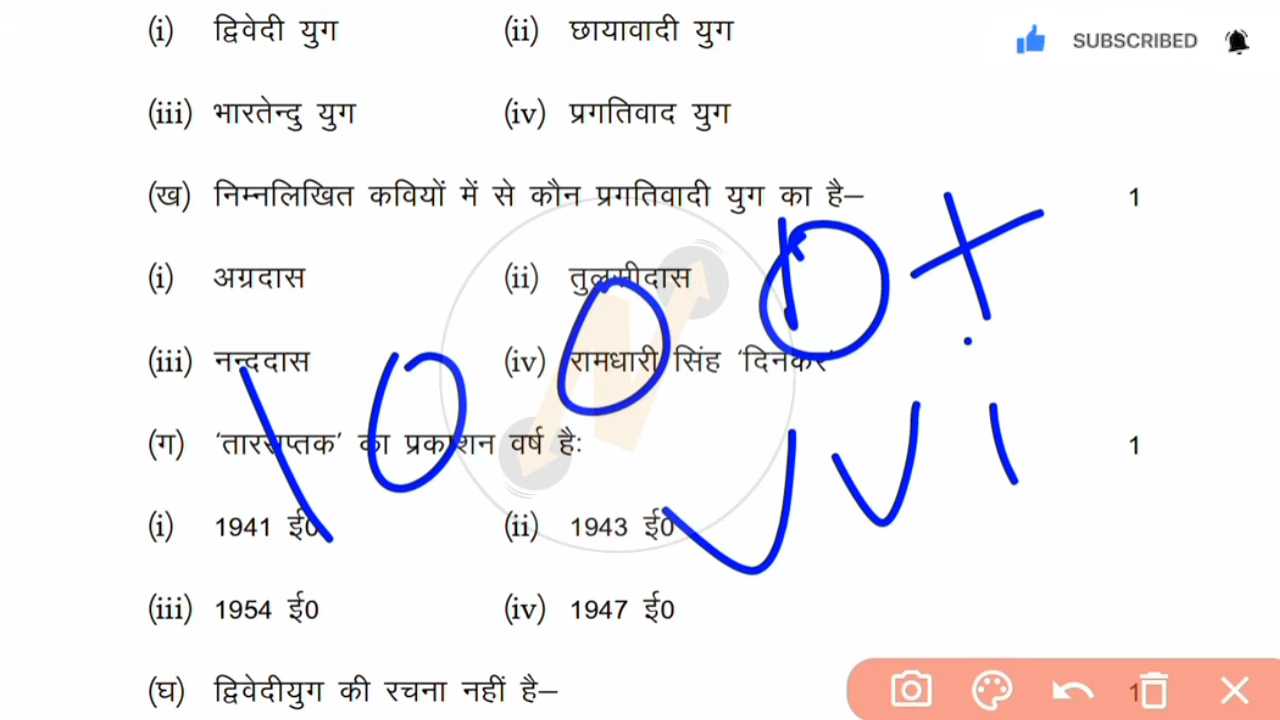 (i) द्विवेदी युग (ii) छायावादी युग
SUBSCRIBED
(iii) भारतेन्दु युग (iv) प्रगतिवाद युग
(ख) निम्नलिखित कवियों में से कौन प्रगतिवादी युग का है– 1
(i) अग्रदास (ii) तुलसीदास
(iii) नन्ददास (iv) रामधारी सिंह 'दिनकर'
(ग) 'तारसप्तक' का प्रकाशन वर्ष हैः 1
(i) 1941 ई0 (ii) 1943 ई0
(iii) 1954 ई0 (iv) 1947 ई0
(घ) द्विवेदीयुग की रचना नहीं है– 1